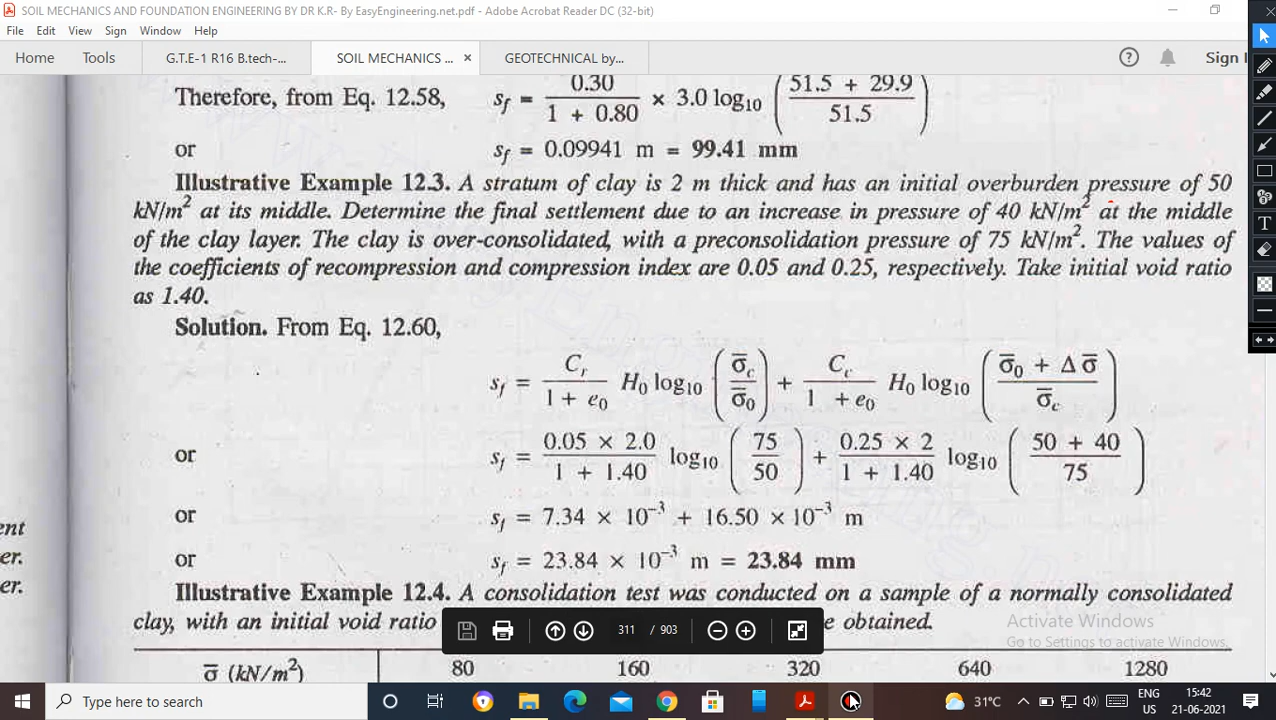 SOIL MECHANICS AND FOUNDATION ENGINEERING BY DR K.R- By EasyEngineering.net.pdf - Adobe Acrobat Reader DC (32-bit)
File Edit View Sign Window Help
Home Tools G.T.E-1 R16 B.tech-... SOIL MECHANICS ... × GEOTECHNICAL by... Sign I
Therefore, from Eq. 12.58, s_f = 0.30 / (1 + 0.80) × 3.0 log10 ((51.5 + 29.9) / 51.5)
or s_f = 0.09941 m = 99.41 mm
Illustrative Example 12.3. A stratum of clay is 2 m thick and has an initial overburden pressure of 50
kN/m² at its middle. Determine the final settlement due to an increase in pressure of 40 kN/m² at the middle
of the clay layer. The clay is over-consolidated, with a preconsolidation pressure of 75 kN/m². The values of
the coefficients of recompression and compression index are 0.05 and 0.25, respectively. Take initial void ratio
as 1.40.
Solution. From Eq. 12.60,
s_f = C_r / (1 + e0) H0 log10 (σ̄_c / σ̄0) + C_c / (1 + e0) H0 log10 ((σ̄0 + Δσ̄) / σ̄_c)
or s_f = (0.05 × 2.0) / (1 + 1.40) log10 (75 / 50) + (0.25 × 2) / (1 + 1.40) log10 ((50 + 40) / 75)
or s_f = 7.34 × 10⁻³ + 16.50 × 10⁻³ m
ent
er.
or s_f = 23.84 × 10⁻³ m = 23.84 mm
er.
Illustrative Example 12.4. A consolidation test was conducted on a sample of a normally consolidated
clay, with an initial void ratio e obtained.
311 / 903
Activate Windows
Go to Settings to activate Windows.
σ̄ (kN/m²) 80 160 320 640 1280
Type here to search 31°C ENG US 15:42 21-06-2021